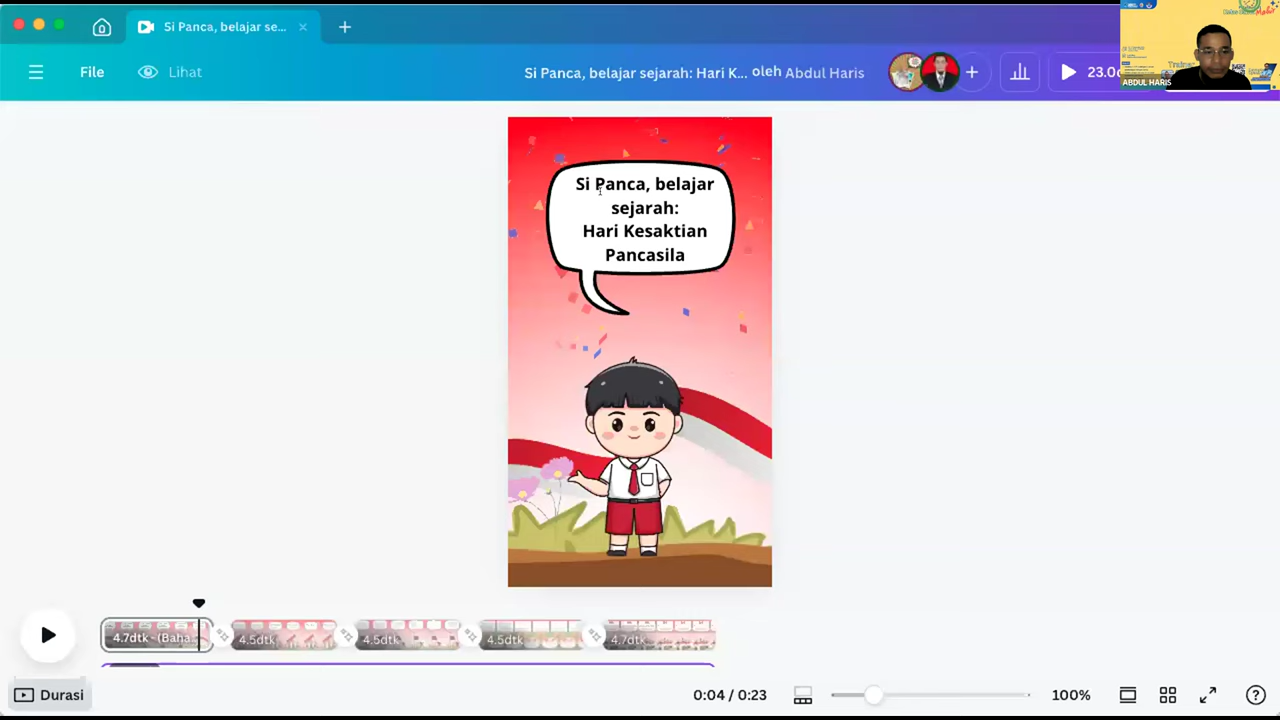 Si Panca, belajar se...
File
Lihat
Si Panca, belajar sejarah: Hari K... oleh Abdul Haris
23.0
ABDUL HARIS
Si Panca, belajar
sejarah:
Hari Kesaktian
Pancasila
4.7dtk - (Baha...
4.5dtk
4.5dtk
4.5dtk
4.7dtk
Durasi
0:04 / 0:23
100%